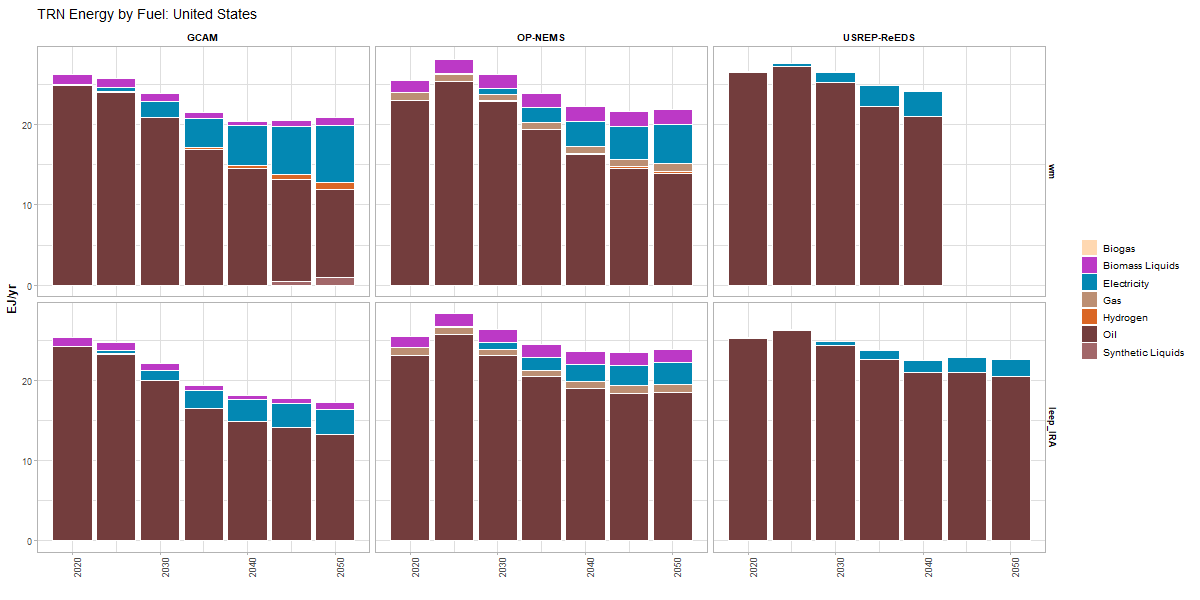 TRN Energy by Fuel: United States
GCAM
OP-NEMS
USREP-ReEDS
EJ/yr
20
10
0
wm
20
10
0
leep_IRA
2020
2030
2040
2050
2020
2030
2040
2050
2020
2030
2040
2050
Biogas
Biomass Liquids
Electricity
Gas
Hydrogen
Oil
Synthetic Liquids